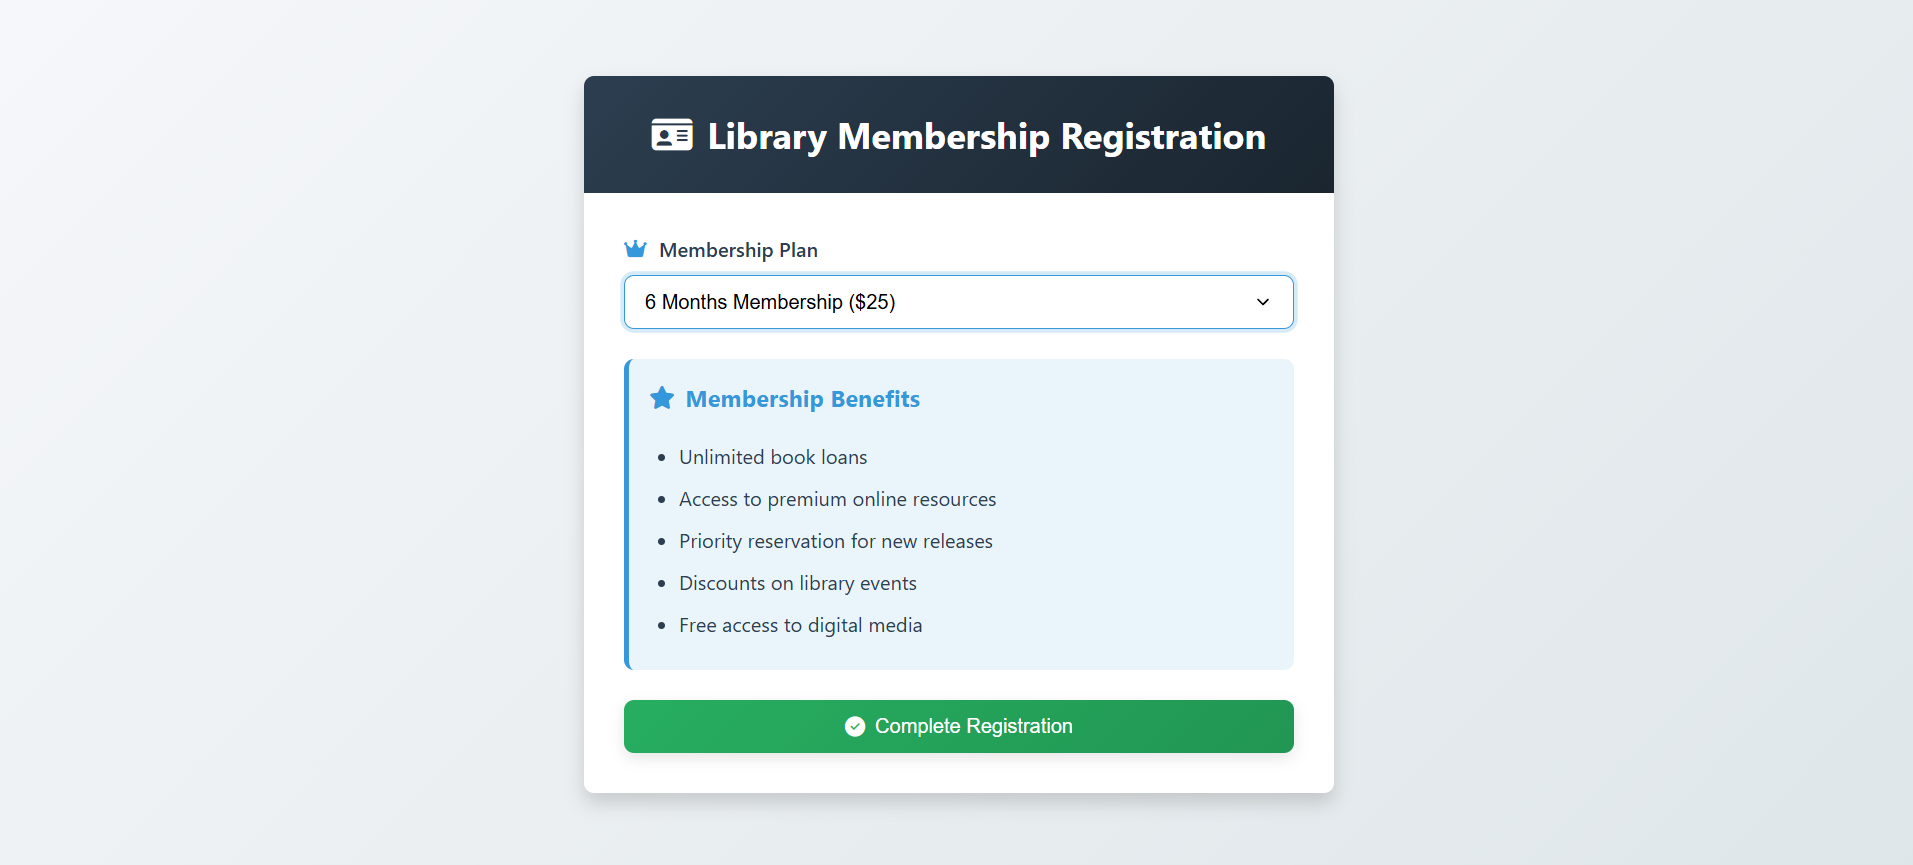 Library Membership Registration
Membership Plan
6 Months Membership ($25)
Membership Benefits
Unlimited book loans
Access to premium online resources
Priority reservation for new releases
Discounts on library events
Free access to digital media
Complete Registration